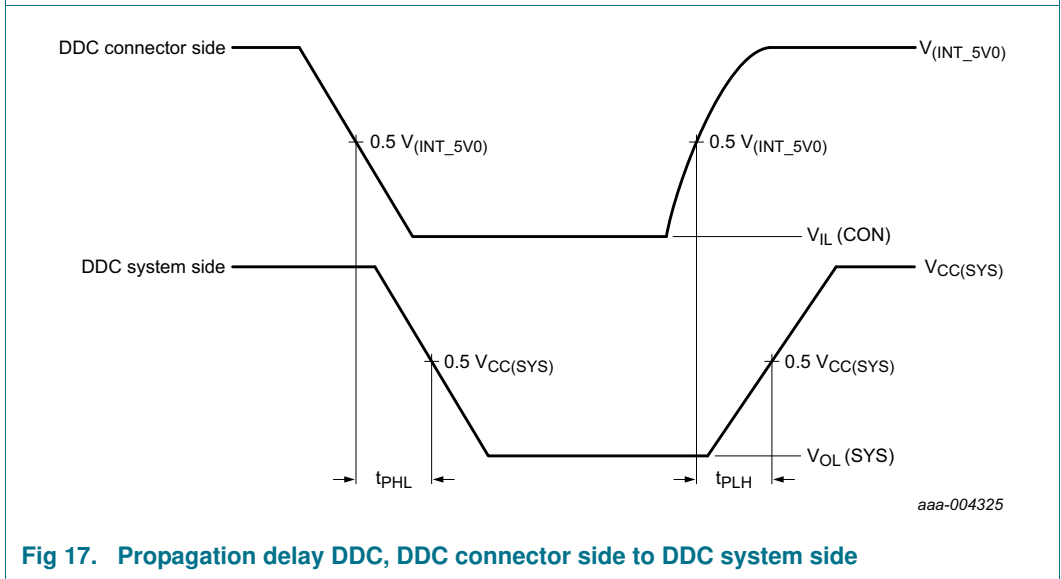 DDC connector side
V(INT_5V0)
0.5 V(INT_5V0)
0.5 V(INT_5V0)
VIL (CON)
DDC system side
VCC(SYS)
0.5 VCC(SYS)
0.5 VCC(SYS)
VOL (SYS)
tPHL
tPLH
aaa-004325
Fig 17. Propagation delay DDC, DDC connector side to DDC system side